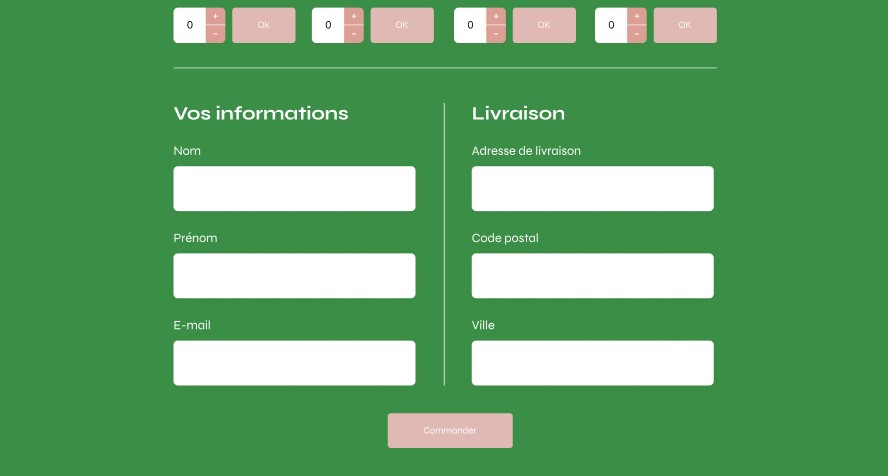 0 + - Ok 0 + - OK 0 + - OK 0 + - OK
Vos informations
Nom
Prénom
E-mail
Livraison
Adresse de livraison
Code postal
Ville
Commander